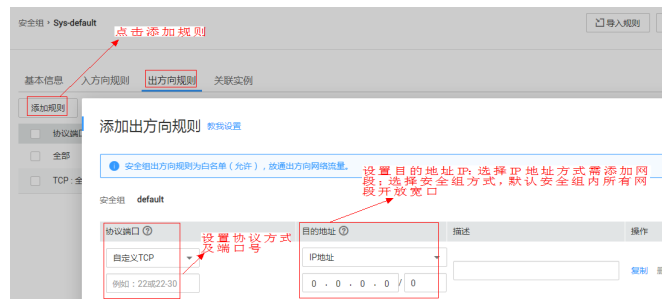 安全组 › Sys-default
导入规则
点击添加规则
基本信息 入方向规则 出方向规则 关联实例
添加规则
协议端
全部
TCP : 全
添加出方向规则 教我设置
安全组出方向规则为白名单（允许），放通出方向网络流量。
设置目的地址IP：选择IP地址方式需添加网
段；选择安全组方式，默认安全组内所有网
段开放宽口
安全组 default
协议端口 目的地址 描述 操作
设置协议方式
及端口号
自定义TCP IP地址
复制
例如：22或22-30 0 . 0 . 0 . 0 / 0